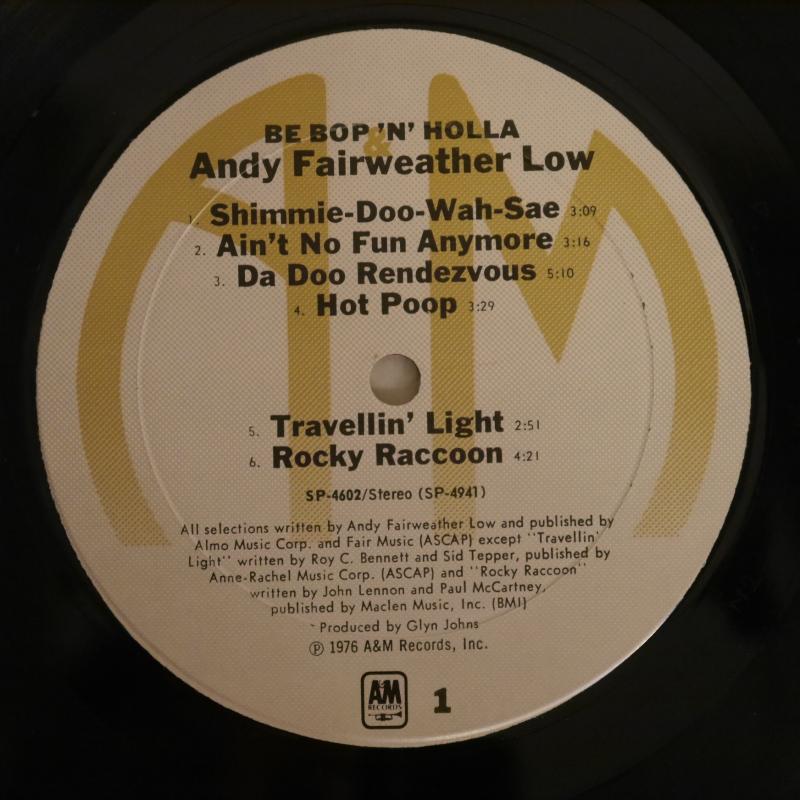 BE BOP 'N' HOLLA
Andy Fairweather Low
1. Shimmie-Doo-Wah-Sae 3:09
2. Ain't No Fun Anymore 3:16
3. Da Doo Rendezvous 5:10
4. Hot Poop 3:29
5. Travellin' Light 2:51
6. Rocky Raccoon 4:21
SP-4602/Stereo (SP-4941)
All selections written by Andy Fairweather Low and published by
Almo Music Corp. and Fair Music (ASCAP) except "Travellin'
Light" written by Roy C. Bennett and Sid Tepper, published by
Anne-Rachel Music Corp. (ASCAP) and "Rocky Raccoon"
written by John Lennon and Paul McCartney,
published by Maclen Music, Inc. (BMI)
Produced by Glyn Johns
℗ 1976 A&M Records, Inc.
A&M
RECORDS
1